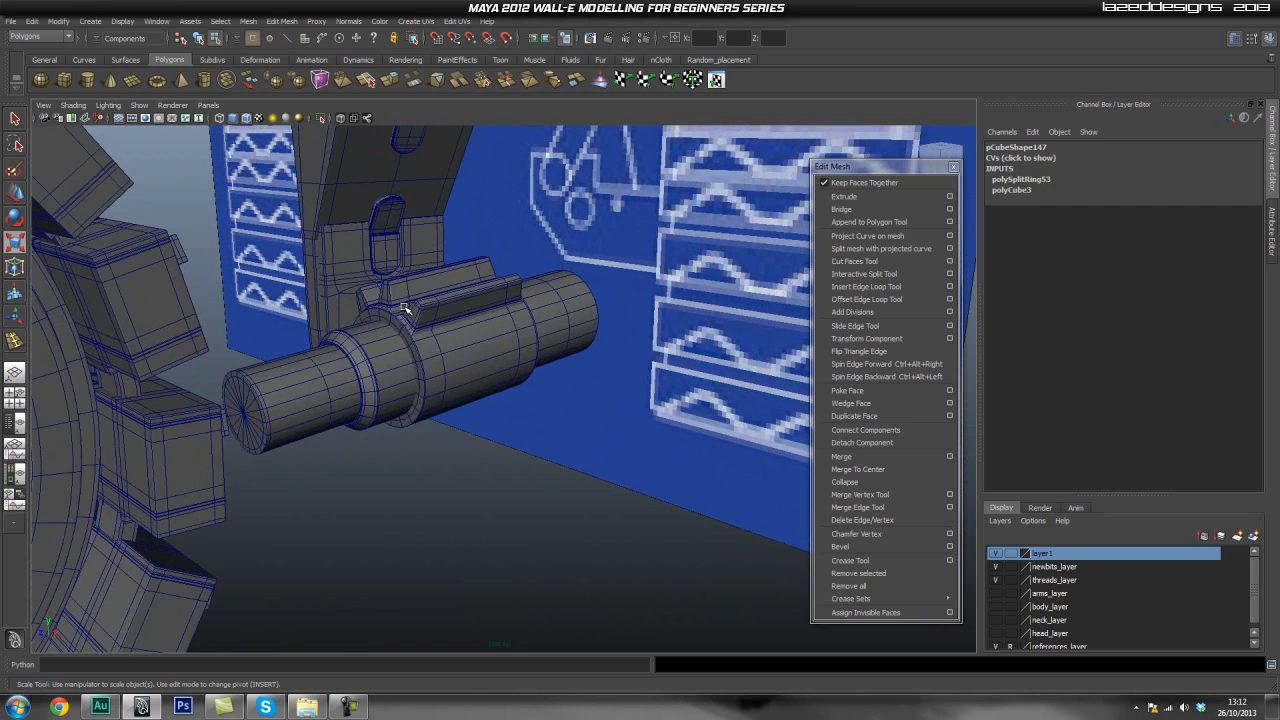 MAYA 2012 WALL-E MODELLING FOR BEGINNERS SERIES
LAZEDDESIGNS 2013
File Edit Modify Create Display Window Assets Select Mesh Edit Mesh Proxy Normals Color Create UVs Edit UVs Help
Polygons Components X: Y: Z:
General Curves Surfaces Polygons Subdivs Deformation Animation Dynamics Rendering PaintEffects Toon Muscle Fluids Fur Hair nCloth Random_placement
View Shading Lighting Show Renderer Panels
Channel Box / Layer Editor
Channels Edit Object Show
pCubeShape147
CVs (click to show)
INPUTS
polySplitRing53
polyCube3
Channel Box / Layer Editor
Attribute Editor
Edit Mesh
Keep Faces Together
Extrude
Bridge
Append to Polygon Tool
Project Curve on mesh
Split mesh with projected curve
Cut Faces Tool
Interactive Split Tool
Insert Edge Loop Tool
Offset Edge Loop Tool
Add Divisions
Slide Edge Tool
Transform Component
Flip Triangle Edge
Spin Edge Forward Ctrl+Alt+Right
Spin Edge Backward Ctrl+Alt+Left
Poke Face
Wedge Face
Duplicate Face
Connect Components
Detach Component
Merge
Merge To Center
Collapse
Merge Vertex Tool
Merge Edge Tool
Delete Edge/Vertex
Chamfer Vertex
Bevel
Crease Tool
Remove selected
Remove all
Crease Sets
Assign Invisible Faces
Display Render Anim
Layers Options Help
V layer1
V newbits_layer
V threads_layer
arms_layer
body_layer
neck_layer
head_layer
V R references_layer
y
z x
persp
Python
Scale Tool: Use manipulator to scale object(s). Use edit mode to change pivot (INSERT).
Au Ps S
13:12
26/10/2013